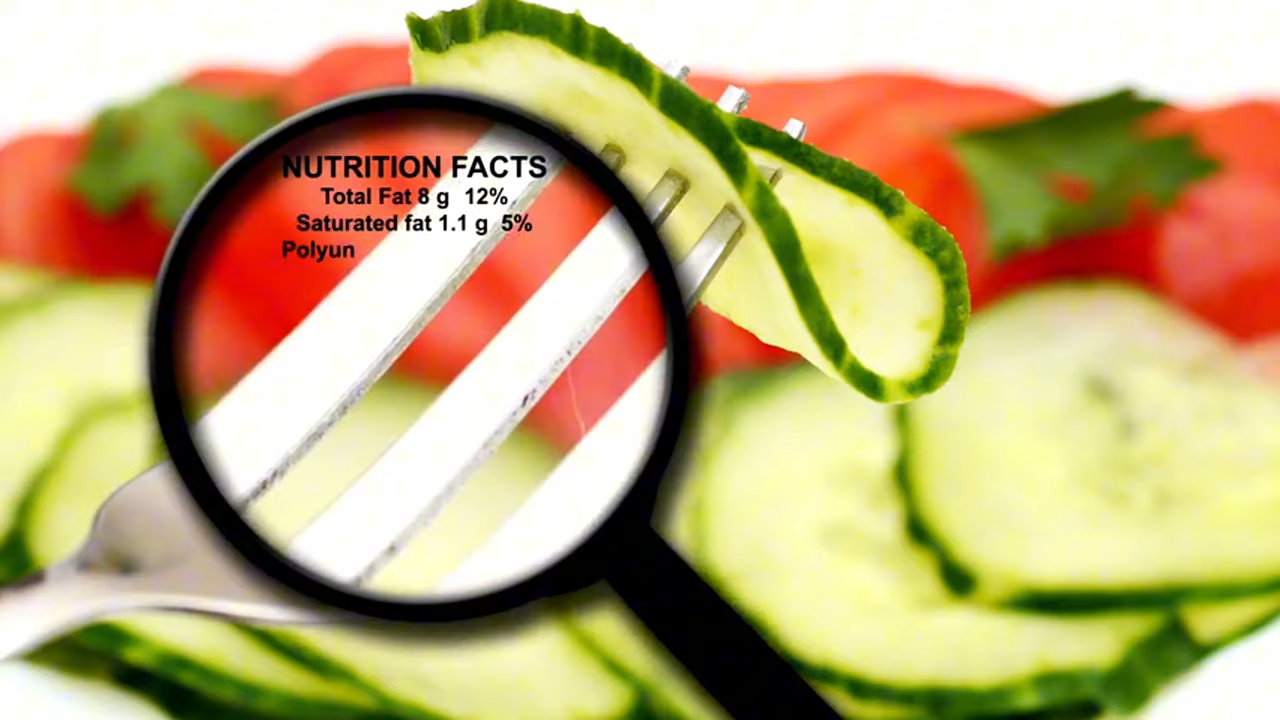 NUTRITION FACTS
Total Fat 8 g 12%
Saturated fat 1.1 g 5%
Polyun